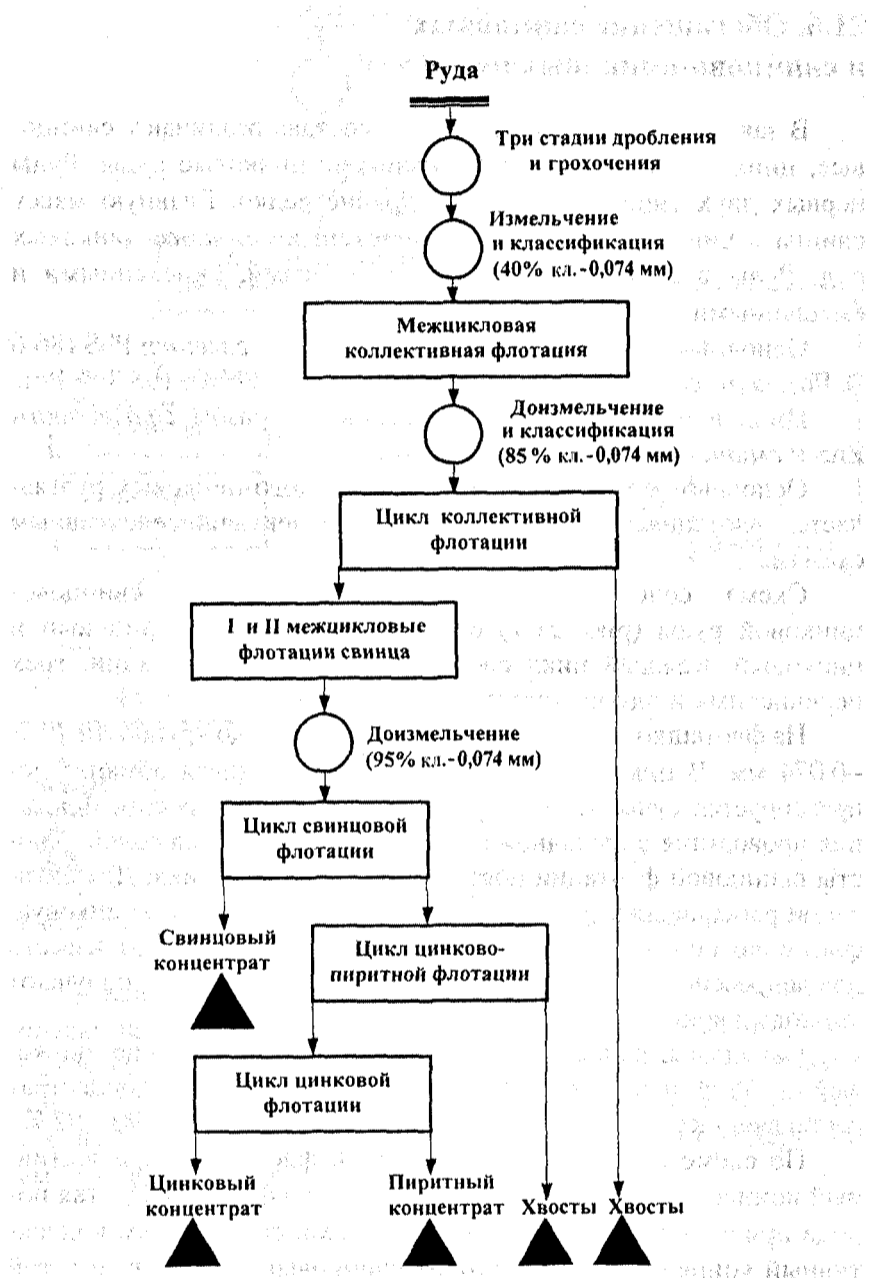 Руда
Три стадии дробления
и грохочения
Измельчение
и классификация
(40% кл.-0,074 мм)
Межцикловая
коллективная флотация
Доизмельчение
и классификация
(85% кл.-0,074 мм)
Цикл коллективной
флотации
I и II межцикловые
флотации свинца
Доизмельчение
(95% кл.-0,074 мм)
Цикл свинцовой
флотации
Свинцовый
концентрат
Цикл цинково-
пиритной флотации
Цикл цинковой
флотации
Цинковый
концентрат
Пиритный
концентрат
Хвосты
Хвосты